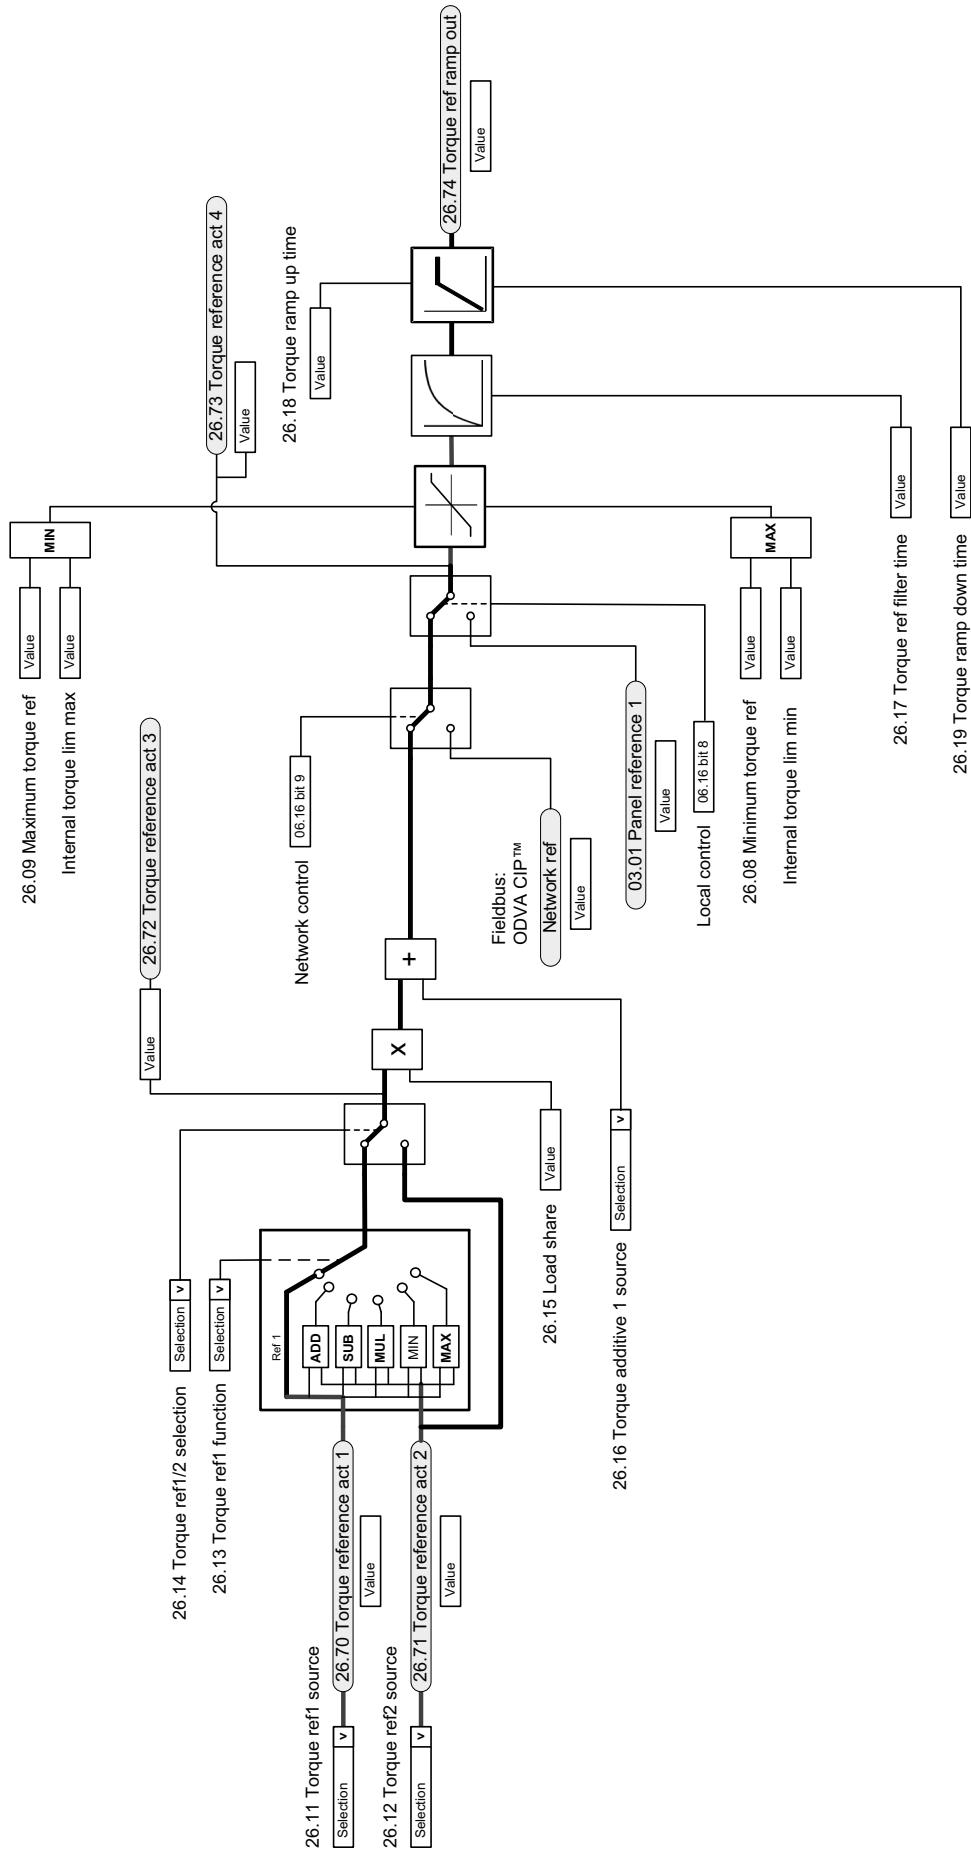 26.11 Torque ref1 source
Selection
v
26.70 Torque reference act 1
Value
26.12 Torque ref2 source
Selection
v
26.71 Torque reference act 2
Value
26.14 Torque ref1/2 selection
Selection
v
26.13 Torque ref1 function
Selection
v
Ref 1
ADD
SUB
MUL
MIN
MAX
26.72 Torque reference act 3
Value
X
26.15 Load share
Value
+
26.16 Torque additive 1 source
Selection
v
Network control
06.16 bit 9
Fieldbus:
ODVA CIP™
Network ref
Value
03.01 Panel reference 1
Value
Local control
06.16 bit 8
26.09 Maximum torque ref
Value
Internal torque lim max
Value
MIN
26.73 Torque reference act 4
Value
26.08 Minimum torque ref
Value
Internal torque lim min
Value
MAX
26.18 Torque ramp up time
Value
26.17 Torque ref filter time
Value
26.19 Torque ramp down time
Value
26.74 Torque ref ramp out
Value